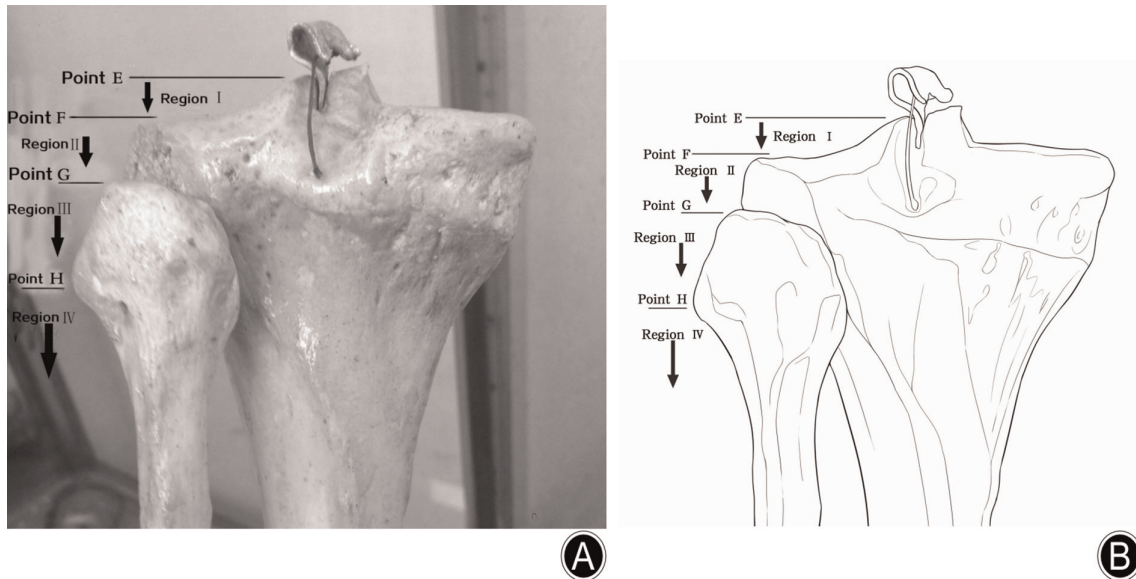 Point E
Region Ⅰ
Point F
Region Ⅱ
Point G
Region Ⅲ
Point H
Region Ⅳ
A
Point E
Region Ⅰ
Point F
Region Ⅱ
Point G
Region Ⅲ
Point H
Region Ⅳ
B